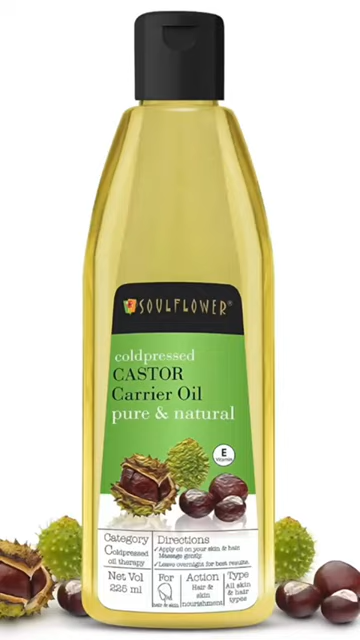 SOULFLOWER®
coldpressed
CASTOR
Carrier Oil
pure & natural
E
VITAMIN
Category
Coldpressed
oil therapy
Directions
✓Apply oil on your skin & hair
Massage gently.
✓Leave overnight for best results.
Net Vol
225 ml
For
hair & skin
Action
Hair &
skin
nourishment
Type
All skin
& hair
types